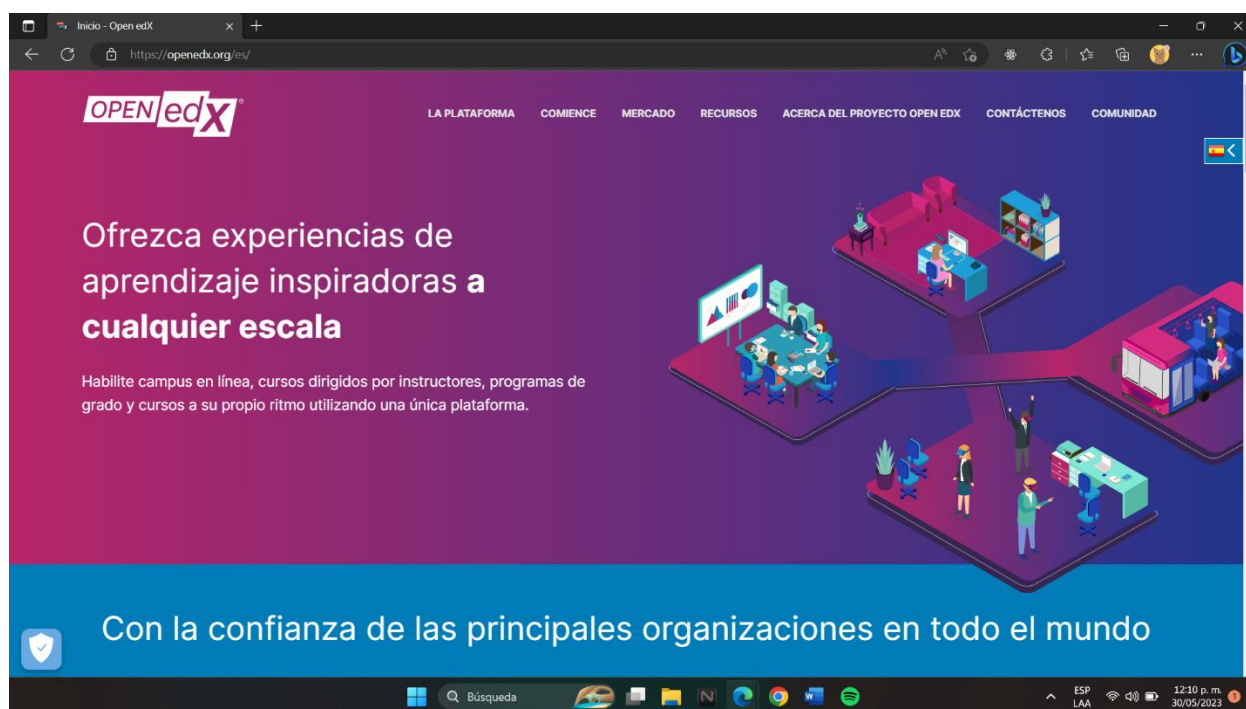 Inicio - Open edX
https://openedx.org/es/
OPEN edX®
LA PLATAFORMA COMIENCE MERCADO RECURSOS ACERCA DEL PROYECTO OPEN EDX CONTÁCTENOS COMUNIDAD
Ofrezca experiencias de
aprendizaje inspiradoras a
cualquier escala
Habilite campus en línea, cursos dirigidos por instructores, programas de
grado y cursos a su propio ritmo utilizando una única plataforma.
Con la confianza de las principales organizaciones en todo el mundo
Búsqueda
ESP
LAA
12:10 p. m.
30/05/2023
1